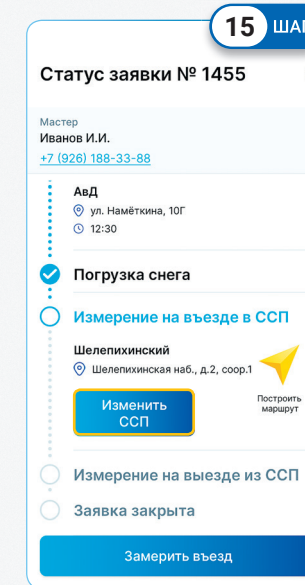 15 ШАГ
Статус заявки № 1455
Мастер
Иванов И.И.
+7 (926) 188-33-88
АвД
ул. Намёткина, 10Г
12:30
Погрузка снега
Измерение на въезде в ССП
Шелепихинский
Шелепихинская наб., д.2, соор.1
Построить
маршрут
Изменить
ССП
Измерение на выезде из ССП
Заявка закрыта
Замерить въезд